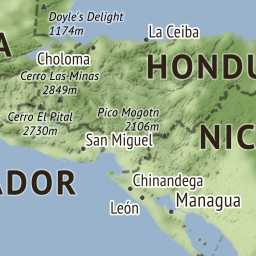 Doyle's Delight
1174m
La Ceiba
A
Choloma
HONDU
Cerro Las Minas
2849m
Pico Mogotn
2106m
Cerro El Pital
2730m
NIC
San Miguel
ADOR
Chinandega
León
Managua